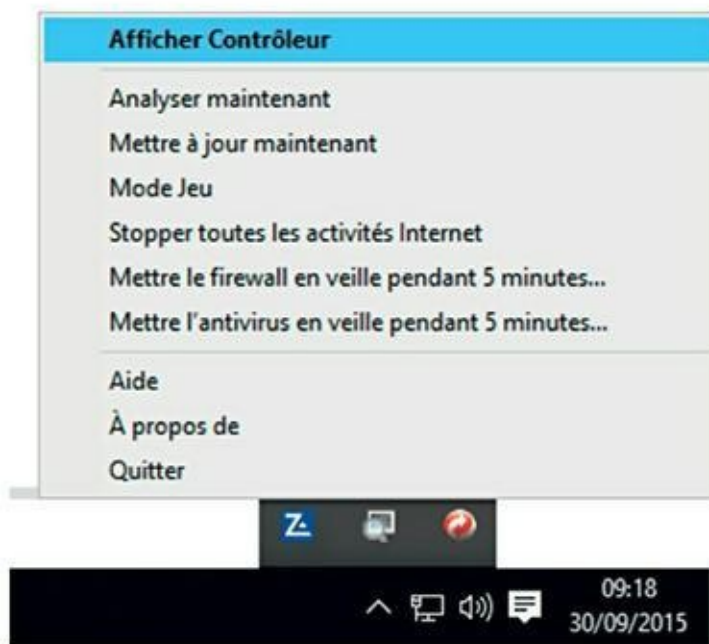 Afficher Contrôleur
Analyser maintenant
Mettre à jour maintenant
Mode Jeu
Stopper toutes les activités Internet
Mettre le firewall en veille pendant 5 minutes...
Mettre l'antivirus en veille pendant 5 minutes...
Aide
À propos de
Quitter
Z
09:18
30/09/2015